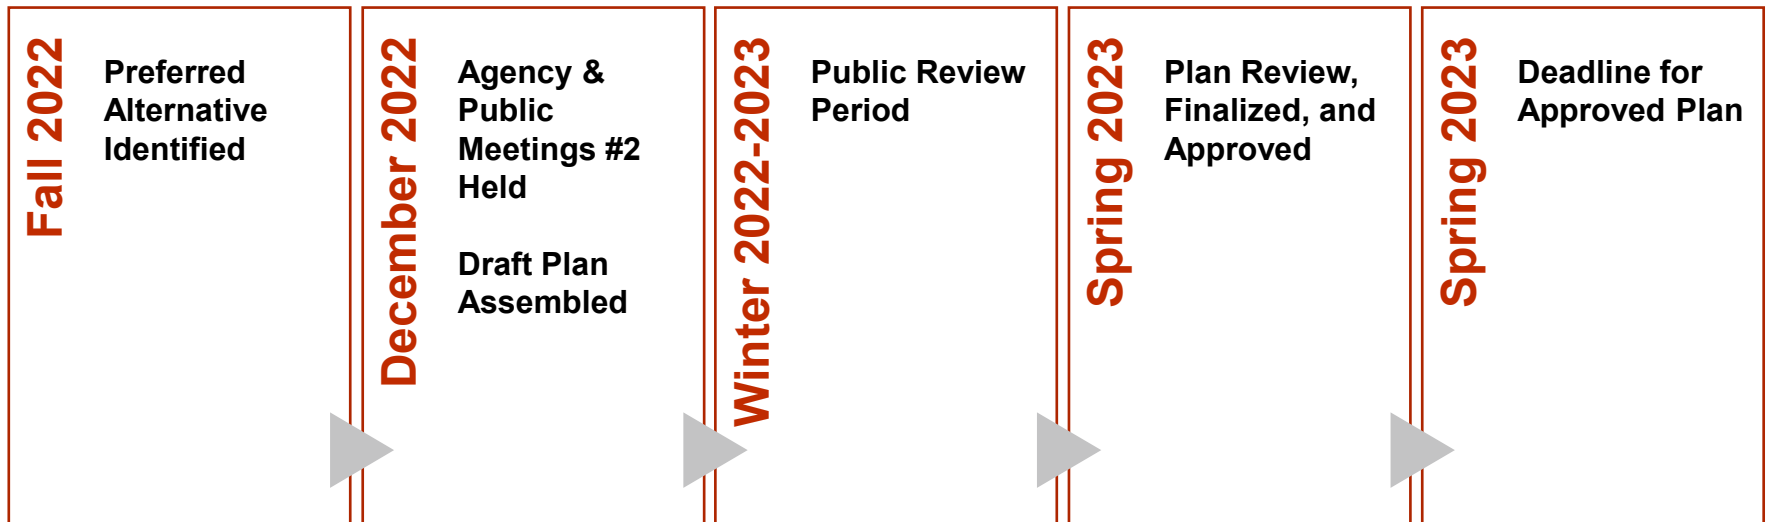 Fall 2022
Preferred
Alternative
Identified
December 2022
Agency &
Public
Meetings #2
Held
Draft Plan
Assembled
Winter 2022-2023
Public Review
Period
Spring 2023
Plan Review,
Finalized, and
Approved
Spring 2023
Deadline for
Approved Plan